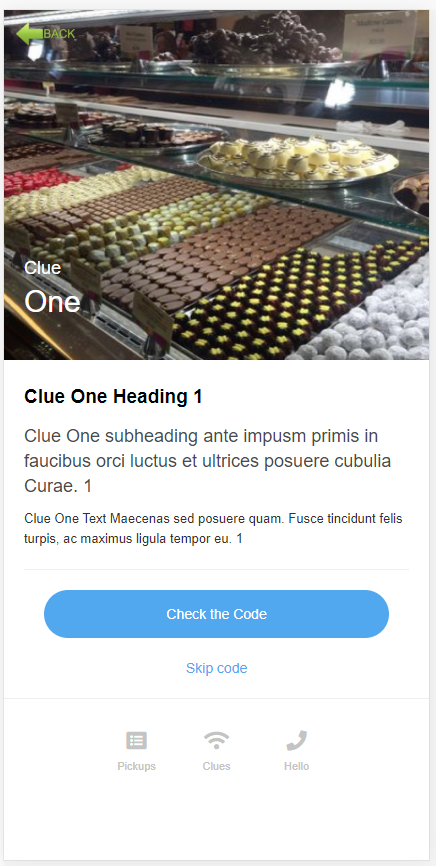 BACK
Clue
One
Clue One Heading 1
Clue One subheading ante impusm primis in
faucibus orci luctus et ultrices posuere cubulia
Curae. 1
Clue One Text Maecenas sed posuere quam. Fusce tincidunt felis
turpis, ac maximus ligula tempor eu. 1
Check the Code
Skip code
Pickups
Clues
Hello